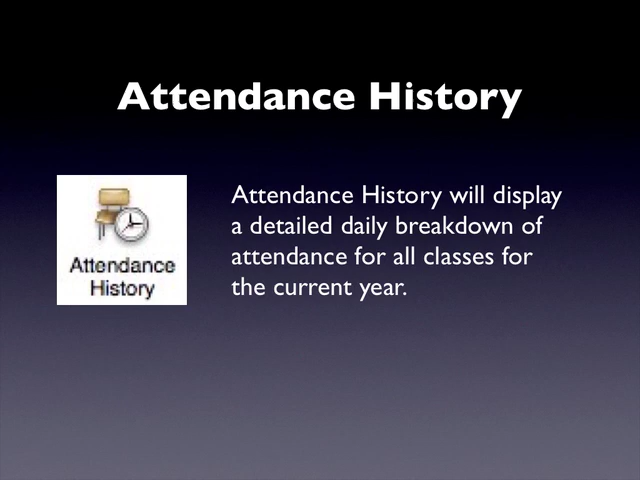 Attendance History
Attendance
History
Attendance History will display
a detailed daily breakdown of
attendance for all classes for
the current year.